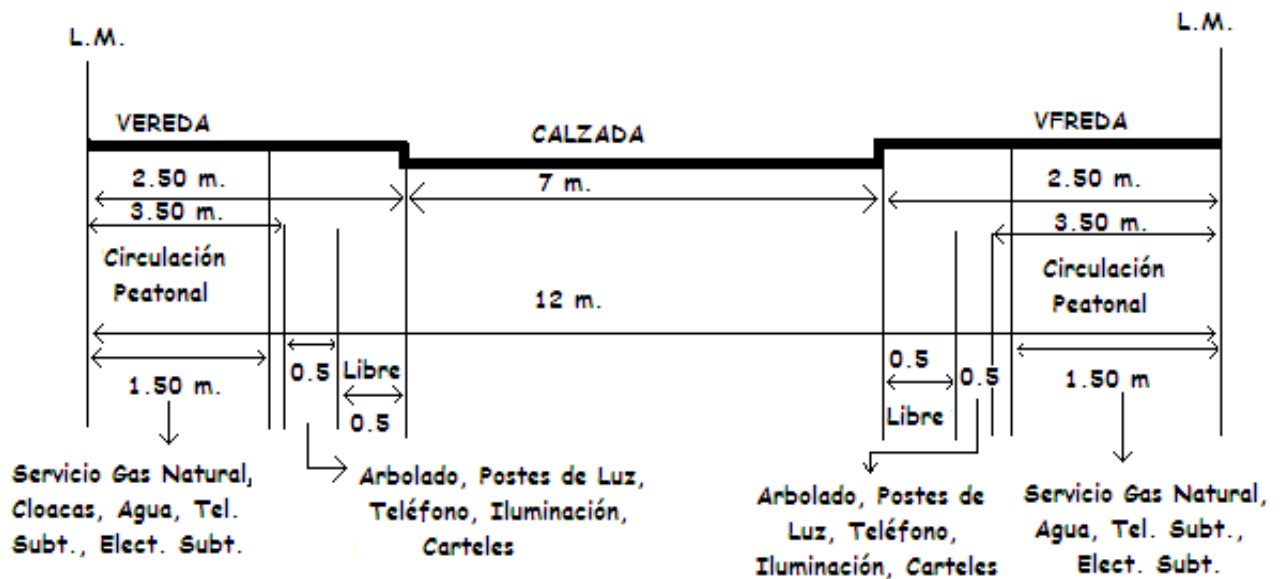 L.M.
L.M.
VEREDA
CALZADA
VFREDA
2.50 m.
7 m.
2.50 m.
3.50 m.
3.50 m.
Circulación
Peatonal
12 m.
Circulación
Peatonal
1.50 m.
0.5
Libre
0.5
0.5
Libre
0.5
1.50 m
Servicio Gas Natural,
Cloacas, Agua, Tel.
Subt., Elect. Subt.
Arbolado, Postes de Luz,
Teléfono, Iluminación,
Carteles
Arbolado, Postes de
Luz, Teléfono,
Iluminación, Carteles
Servicio Gas Natural,
Agua, Tel. Subt.,
Elect. Subt.